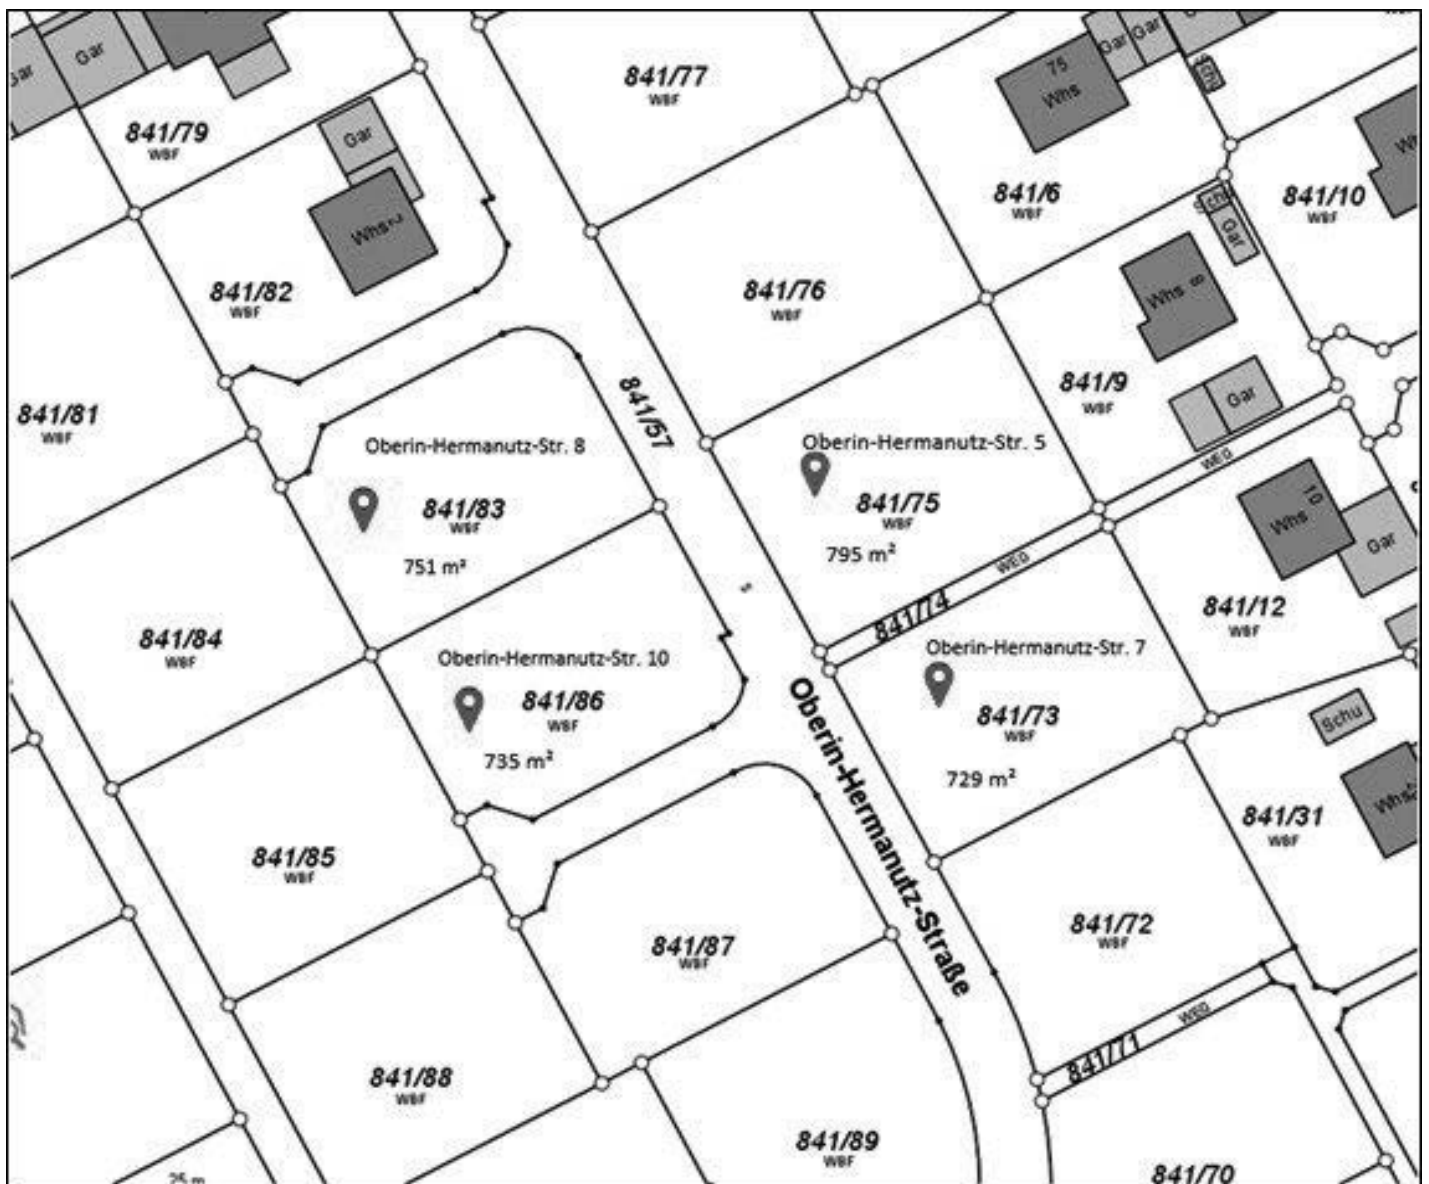 Gar
841/79
WBF
Gar
Whs 2
841/82
WBF
841/77
WBF
75
Whs
Gar
Gar
841/6
WBF
Schu
841/10
WBF
Gar
841/76
WBF
Whs 8
841/81
WBF
841/57
841/9
WBF
Gar
WEG
Oberin-Hermanutz-Str. 8
841/83
WBF
751 m²
Oberin-Hermanutz-Str. 5
841/75
WBF
795 m²
WEG
841/74
10
Whs
Gar
841/12
WBF
841/84
WBF
Oberin-Hermanutz-Str. 10
841/86
WBF
735 m²
Oberin-Hermanutz-Str. 7
841/73
WBF
729 m²
Oberin-Hermanutz-Straße
Schu
Whs
841/31
WBF
841/85
WBF
841/87
WBF
841/72
WBF
WEG
841/71
841/88
WBF
841/89
WBF
841/70
25 m